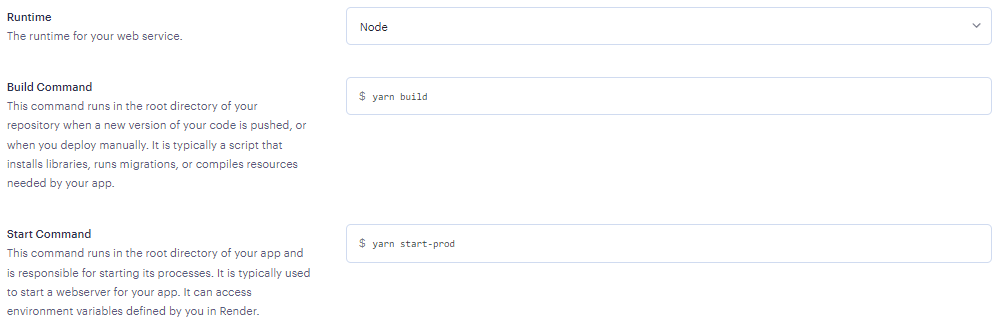 Runtime
The runtime for your web service.
Node
Build Command
This command runs in the root directory of your
repository when a new version of your code is pushed, or
when you deploy manually. It is typically a script that
installs libraries, runs migrations, or compiles resources
needed by your app.
$ yarn build
Start Command
This command runs in the root directory of your app and
is responsible for starting its processes. It is typically used
to start a webserver for your app. It can access
environment variables defined by you in Render.
$ yarn start-prod